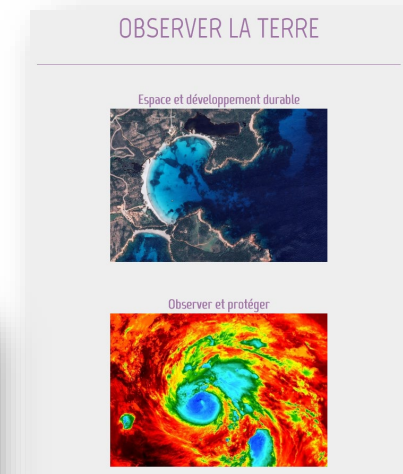 OBSERVER LA TERRE
Espace et développement durable
Observer et protéger